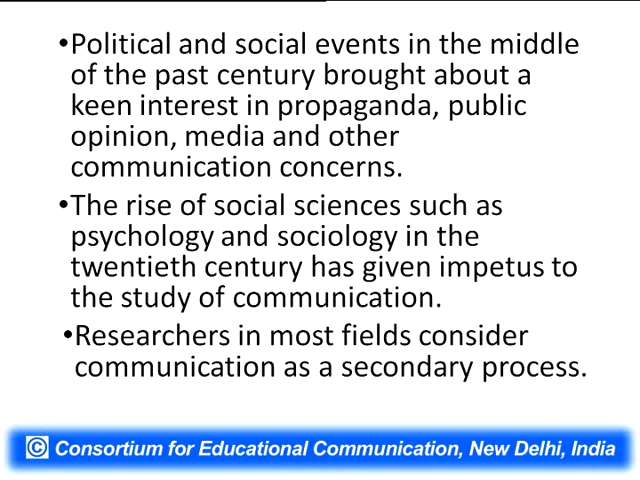 •Political and social events in the middle
of the past century brought about a
keen interest in propaganda, public
opinion, media and other
communication concerns.
•The rise of social sciences such as
psychology and sociology in the
twentieth century has given impetus to
the study of communication.
•Researchers in most fields consider
communication as a secondary process.
© Consortium for Educational Communication, New Delhi, India